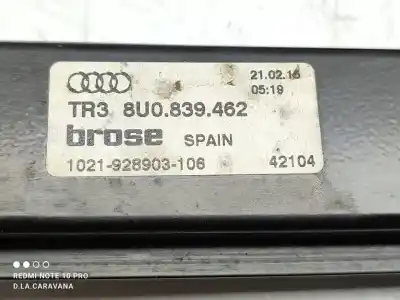 21.02.16
05:19
TR3 8U0.839.462
brose SPAIN
1021-928903-106 42104
REDMI NOTE 10 PRO
D.LA.CARAVANA